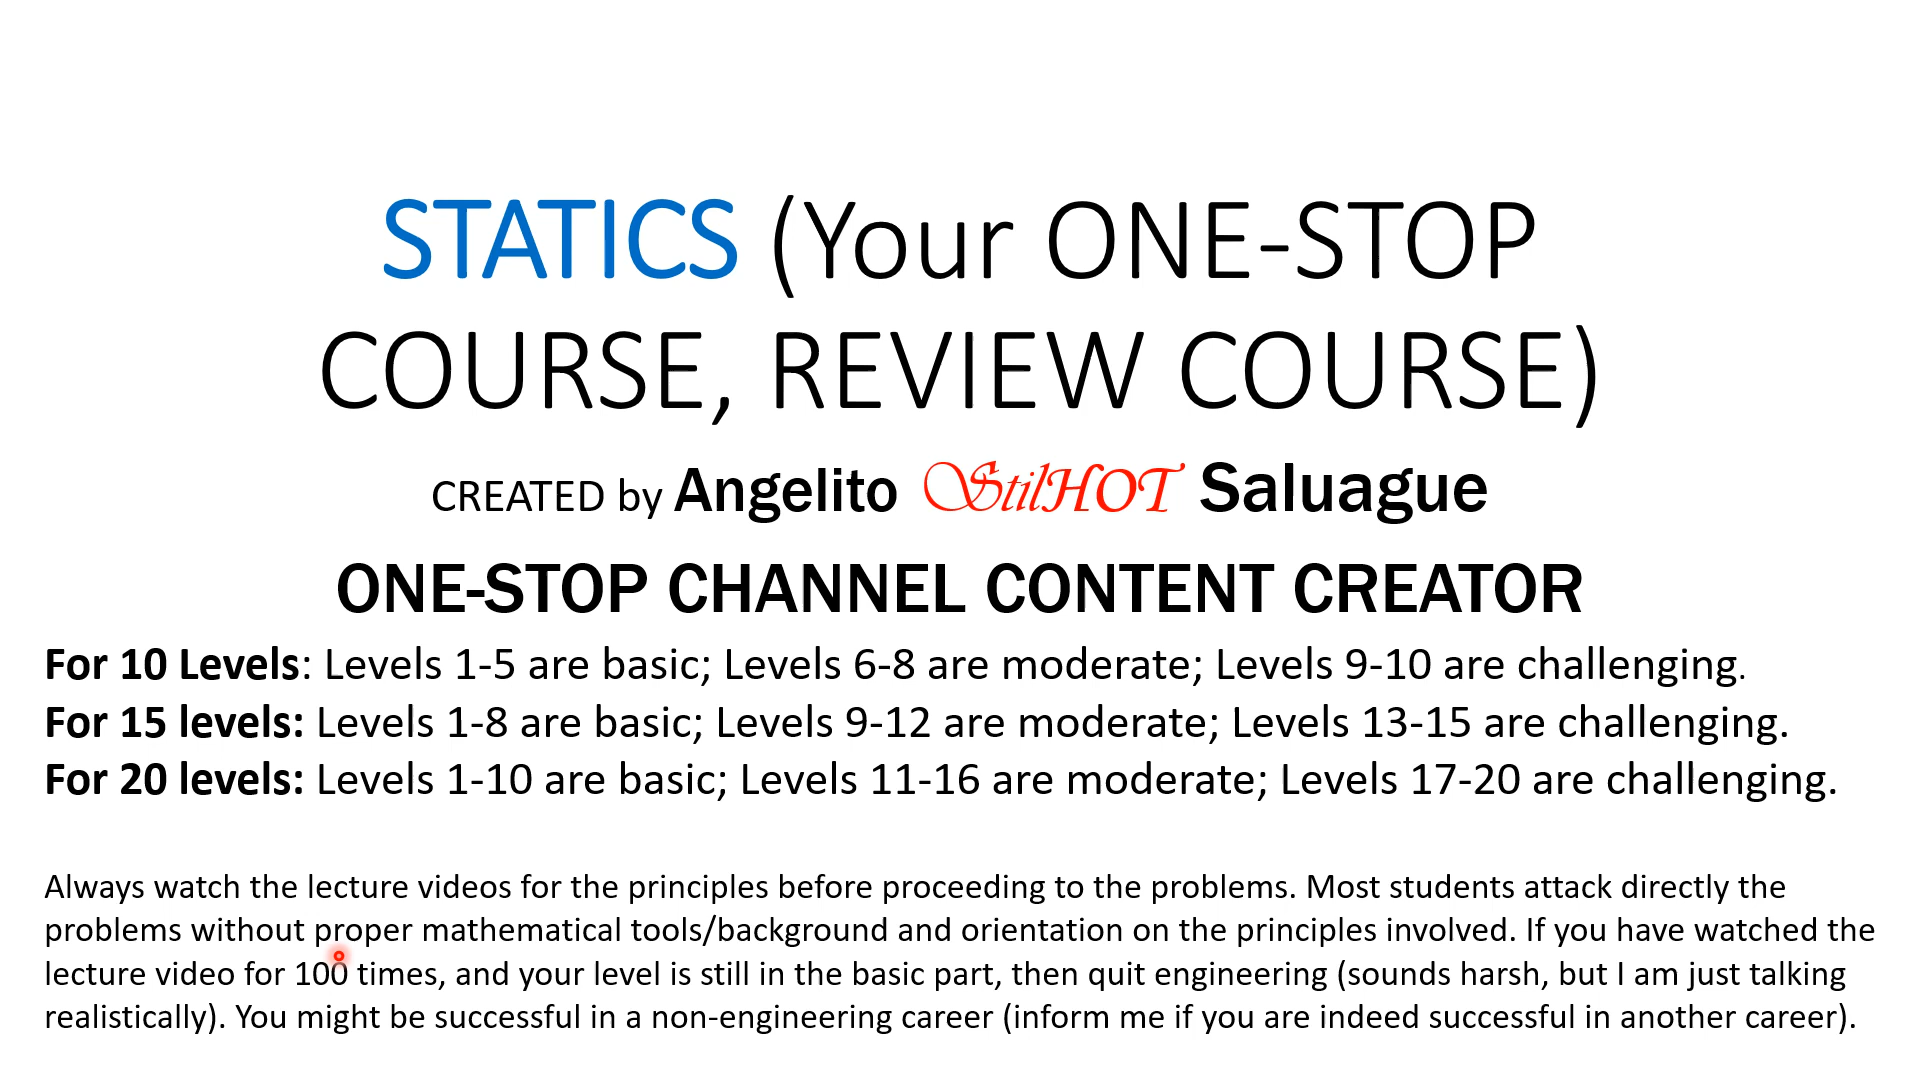 STATICS (Your ONE-STOP
COURSE, REVIEW COURSE)
CREATED by Angelito StilHOT Saluague
ONE-STOP CHANNEL CONTENT CREATOR
For 10 Levels: Levels 1-5 are basic; Levels 6-8 are moderate; Levels 9-10 are challenging.
For 15 levels: Levels 1-8 are basic; Levels 9-12 are moderate; Levels 13-15 are challenging.
For 20 levels: Levels 1-10 are basic; Levels 11-16 are moderate; Levels 17-20 are challenging.
Always watch the lecture videos for the principles before proceeding to the problems. Most students attack directly the
problems without proper mathematical tools/background and orientation on the principles involved. If you have watched the
lecture video for 100 times, and your level is still in the basic part, then quit engineering (sounds harsh, but I am just talking
realistically). You might be successful in a non-engineering career (inform me if you are indeed successful in another career).